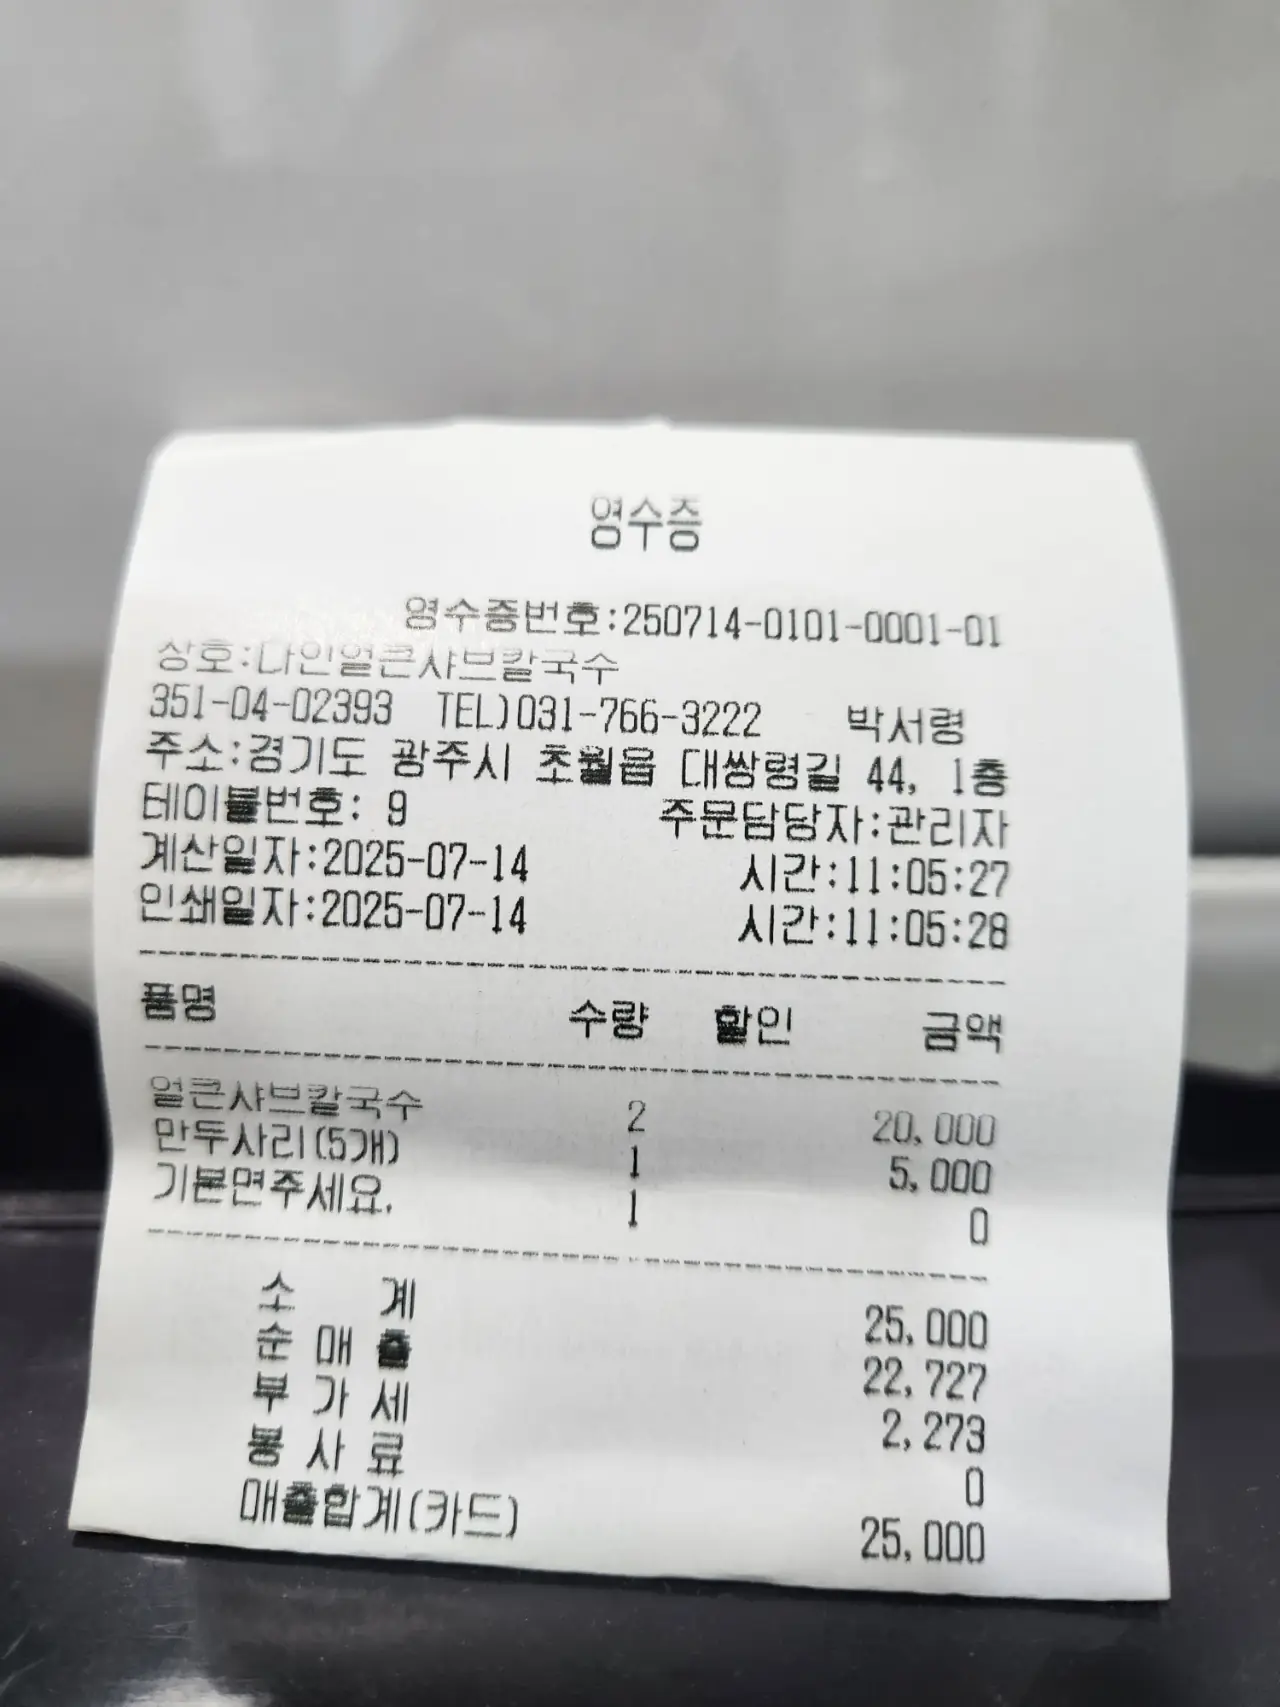 영수증
영수증번호:250714-0101-0001-01
상호:나인얼큰샤브칼국수
351-04-02393 TEL)031-766-3222 박서령
주소:경기도 광주시 초월읍 대쌍령길 44, 1층
테이블번호: 9 주문담당자:관리자
계산일자:2025-07-14 시간:11:05:27
인쇄일자:2025-07-14 시간:11:05:28
품명 수량 할인 금액
얼큰샤브칼국수 2 20,000
만두사리(5개) 1 5,000
기본면주세요. 1 0
소 계 25,000
순 매 출 22,727
부 가 세 2,273
봉 사 료 0
매출합계(카드) 25,000